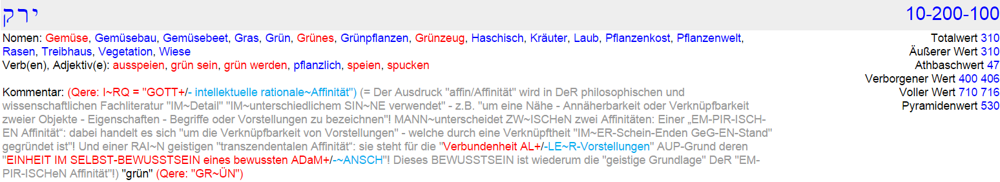 ירק 10-200-100
Nomen: Gemüse, Gemüsebau, Gemüsebeet, Gras, Grün, Grünes, Grünpflanzen, Grünzeug, Haschisch, Kräuter, Laub, Pflanzenkost, Pflanzenwelt,
Rasen, Treibhaus, Vegetation, Wiese
Verb(en), Adjektiv(e): ausspeien, grün sein, grün werden, pflanzlich, speien, spucken
Kommentar: (Qere: I~RQ = "GOTT+/- intellektuelle rationale~Affinität") (= Der Ausdruck "affin/Affinität" wird in DeR philosophischen und
wissenschaftlichen Fachliteratur "IM~Detail" "IM~unterschiedlichem SIN~NE verwendet" - z.B. "um eine Nähe - Annäherbarkeit oder Verknüpfbarkeit
zweier Objekte - Eigenschaften - Begriffe oder Vorstellungen zu bezeichnen"! MANN~unterscheidet ZW~ISCHeN zwei Affinitäten: Einer „EM-PIR-ISCH-
EN Affinität“: dabei handelt es sich "um die Verknüpfbarkeit von Vorstellungen" - welche durch eine Verknüpftheit "IM~ER-Schein-Enden GeG-EN-Stand"
gegründet ist"! Und einer RAI~N geistigen "transzendentalen Affinität“: sie steht für die "Verbundenheit AL+/-LE~R-Vorstellungen" AUP-Grund deren
"EINHEIT IM SELBST-BEWUSSTSEIN eines bewussten ADaM+/-~ANSCH"! Dieses BEWUSSTSEIN ist wiederum die "geistige Grundlage" DeR "EM-
PIR-ISCHeN Affinität"!) "grün" (Qere: "GR~ÜN")
Totalwert 310
Äußerer Wert 310
Athbaschwert 47
Verborgener Wert 400 406
Voller Wert 710 716
Pyramidenwert 530